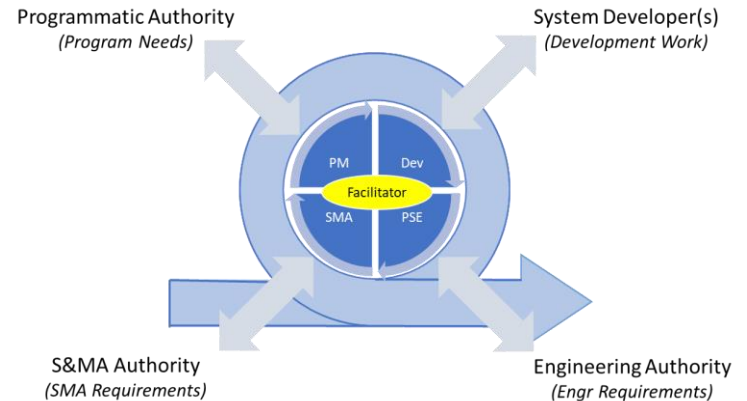 Programmatic Authority
(Program Needs)
System Developer(s)
(Development Work)
PM
Dev
Facilitator
SMA
PSE
S&MA Authority
(SMA Requirements)
Engineering Authority
(Engr Requirements)